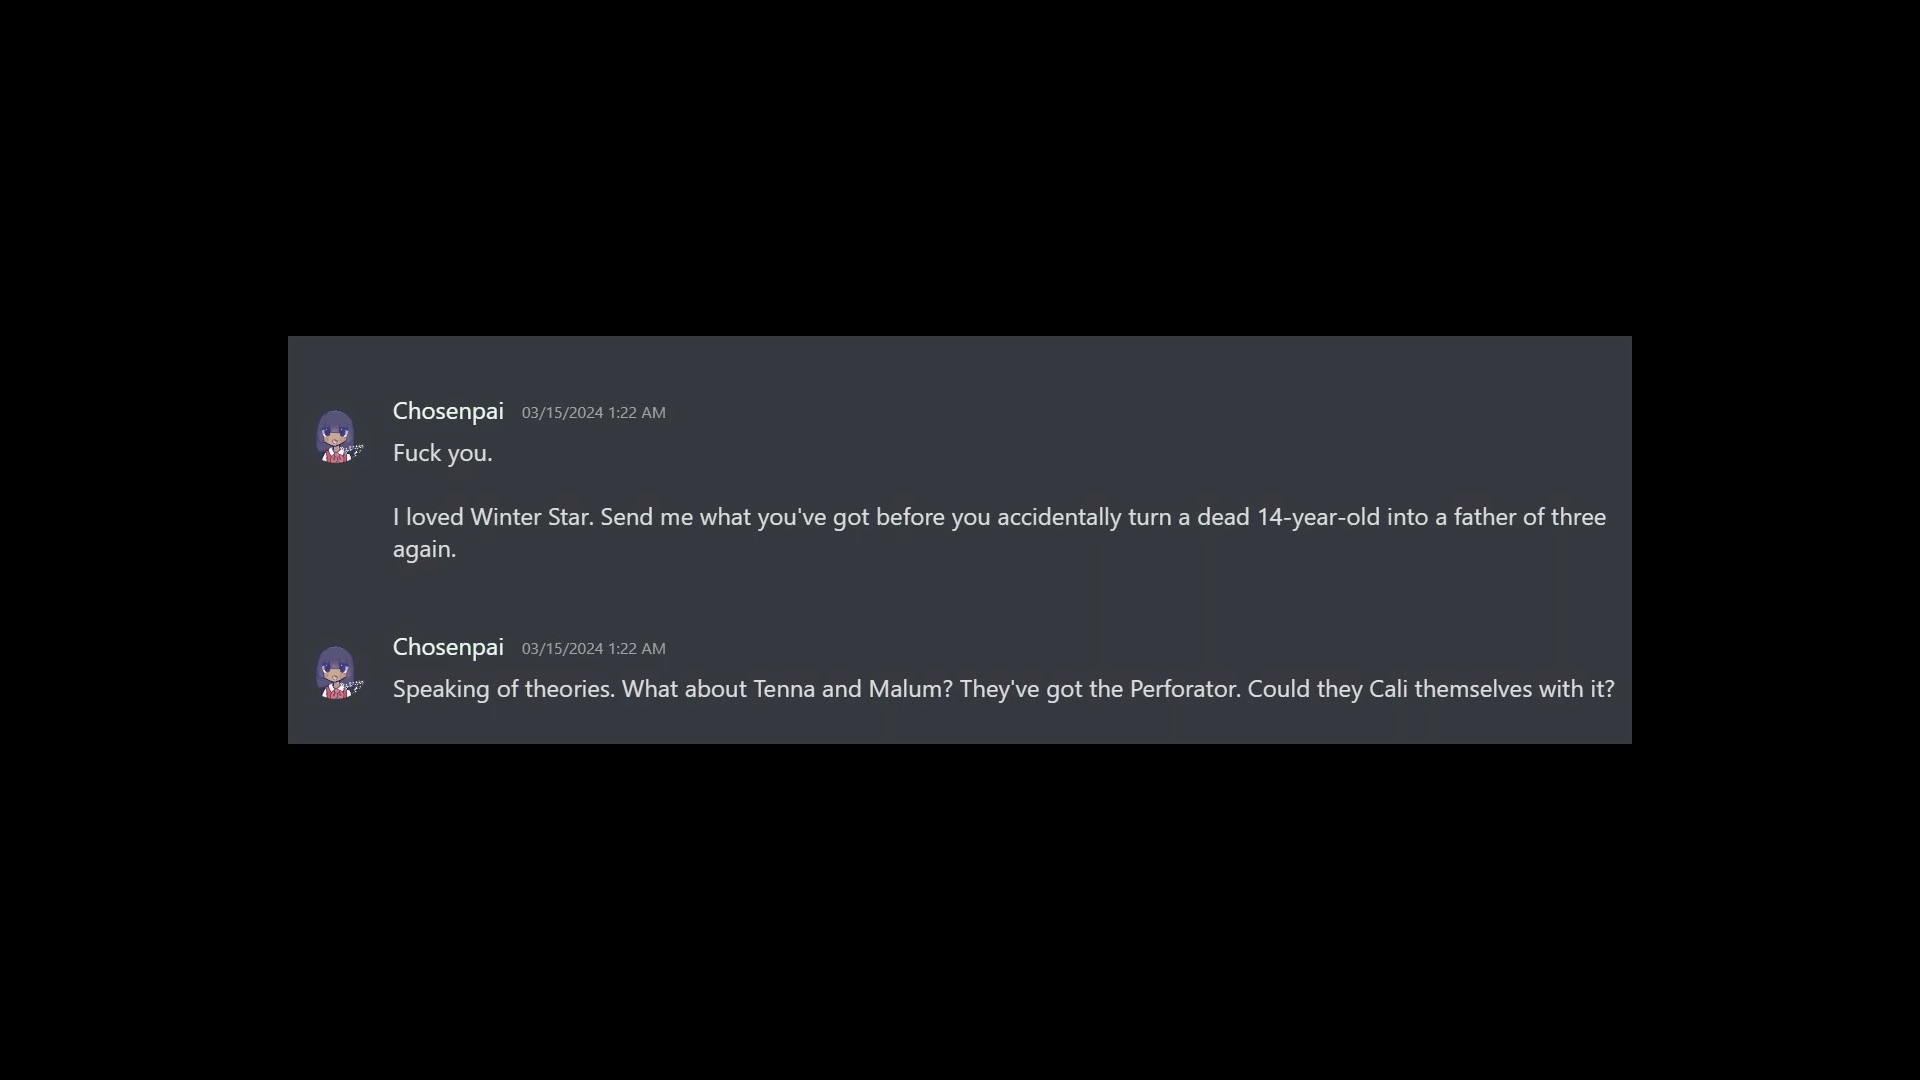 Chosenpai 03/15/2024 1:22 AM
Fuck you.
I loved Winter Star. Send me what you've got before you accidentally turn a dead 14-year-old into a father of three
again.
Chosenpai 03/15/2024 1:22 AM
Speaking of theories. What about Tenna and Malum? They've got the Perforator. Could they Cali themselves with it?